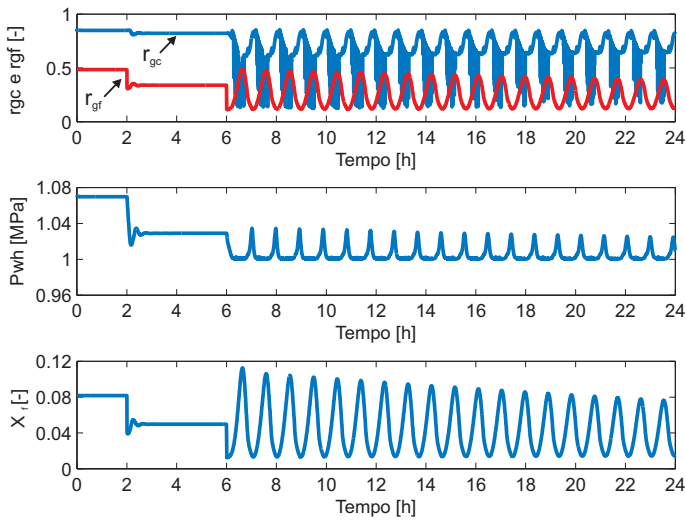 rgc e rgf [-]
1
0.5
0
r gc
r gf
0 2 4 6 8 10 12 14 16 18 20 22 24
Tempo [h]
Pwh [MPa]
1.08
1.04
1
0.96
0 2 4 6 8 10 12 14 16 18 20 22 24
Tempo [h]
X f [-]
0.12
0.08
0.04
0
0 2 4 6 8 10 12 14 16 18 20 22 24
Tempo [h]